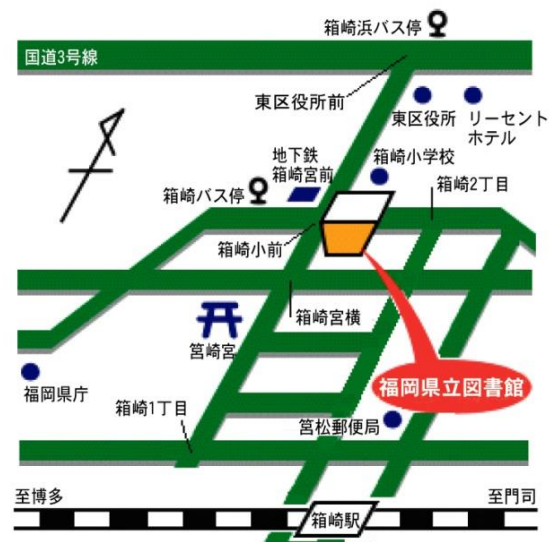 箱崎浜バス停
国道3号線
東区役所前
東区役所
リーセント
ホテル
地下鉄
箱崎宮前
箱崎小学校
箱崎バス停
箱崎2丁目
箱崎小前
箱崎宮横
筥崎宮
福岡県庁
福岡県立図書館
箱崎1丁目
筥松郵便局
至博多
至門司
箱崎駅